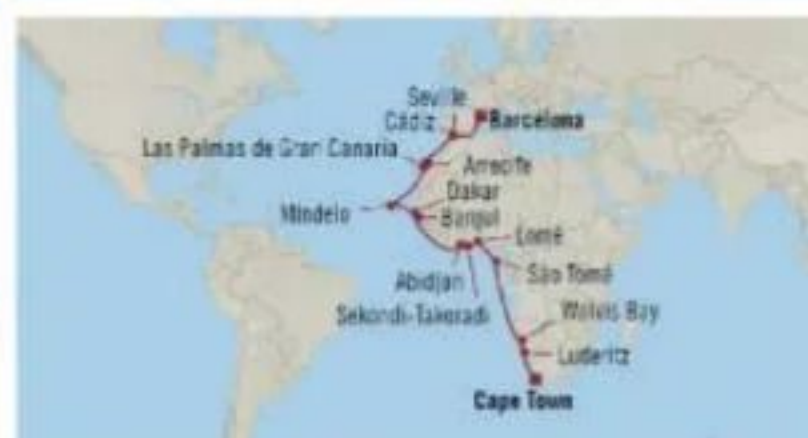 Seville
Cádiz
Barcelona
Las Palmas de Gran Canaria
Arrecife
Dakar
Mindelo
Banjul
Lomé
Abidjan
São Tomé
Sekondi-Takoradi
Walvis Bay
Luderitz
Cape Town